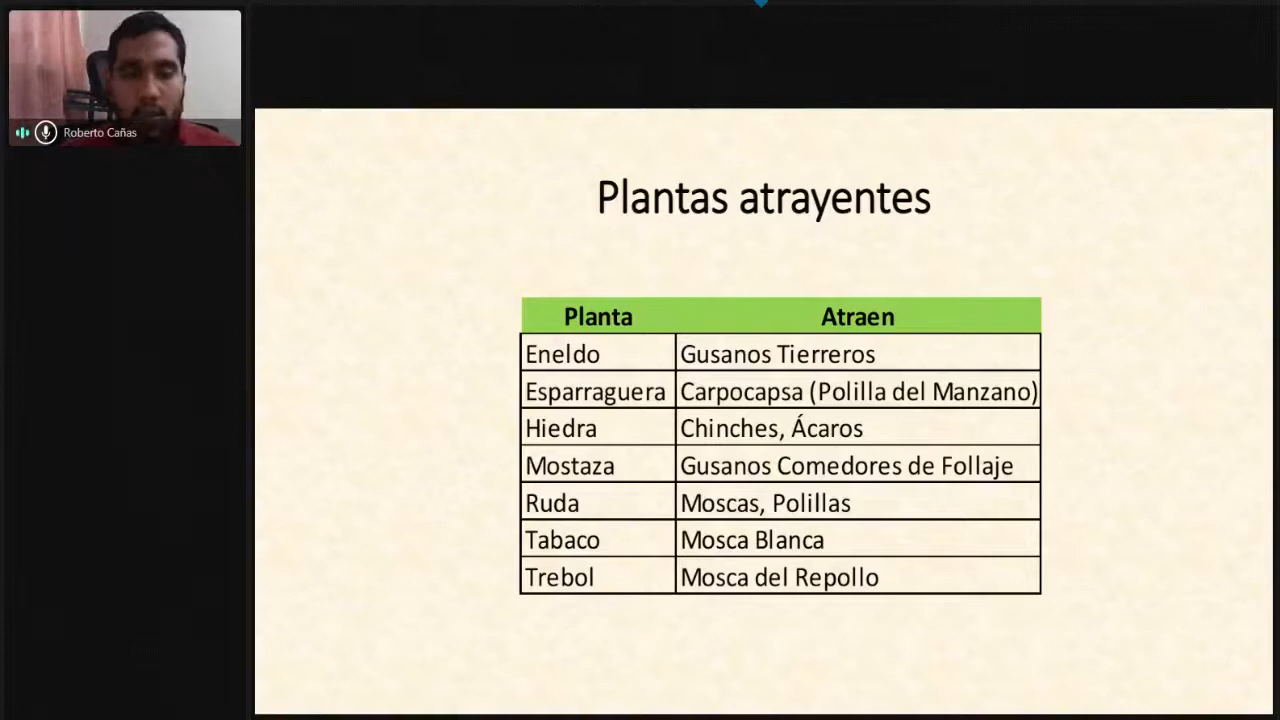 Roberto Cañas
Plantas atrayentes
Planta Atraen
Eneldo Gusanos Tierreros
Esparraguera Carpocapsa (Polilla del Manzano)
Hiedra Chinches, Ácaros
Mostaza Gusanos Comedores de Follaje
Ruda Moscas, Polillas
Tabaco Mosca Blanca
Trebol Mosca del Repollo